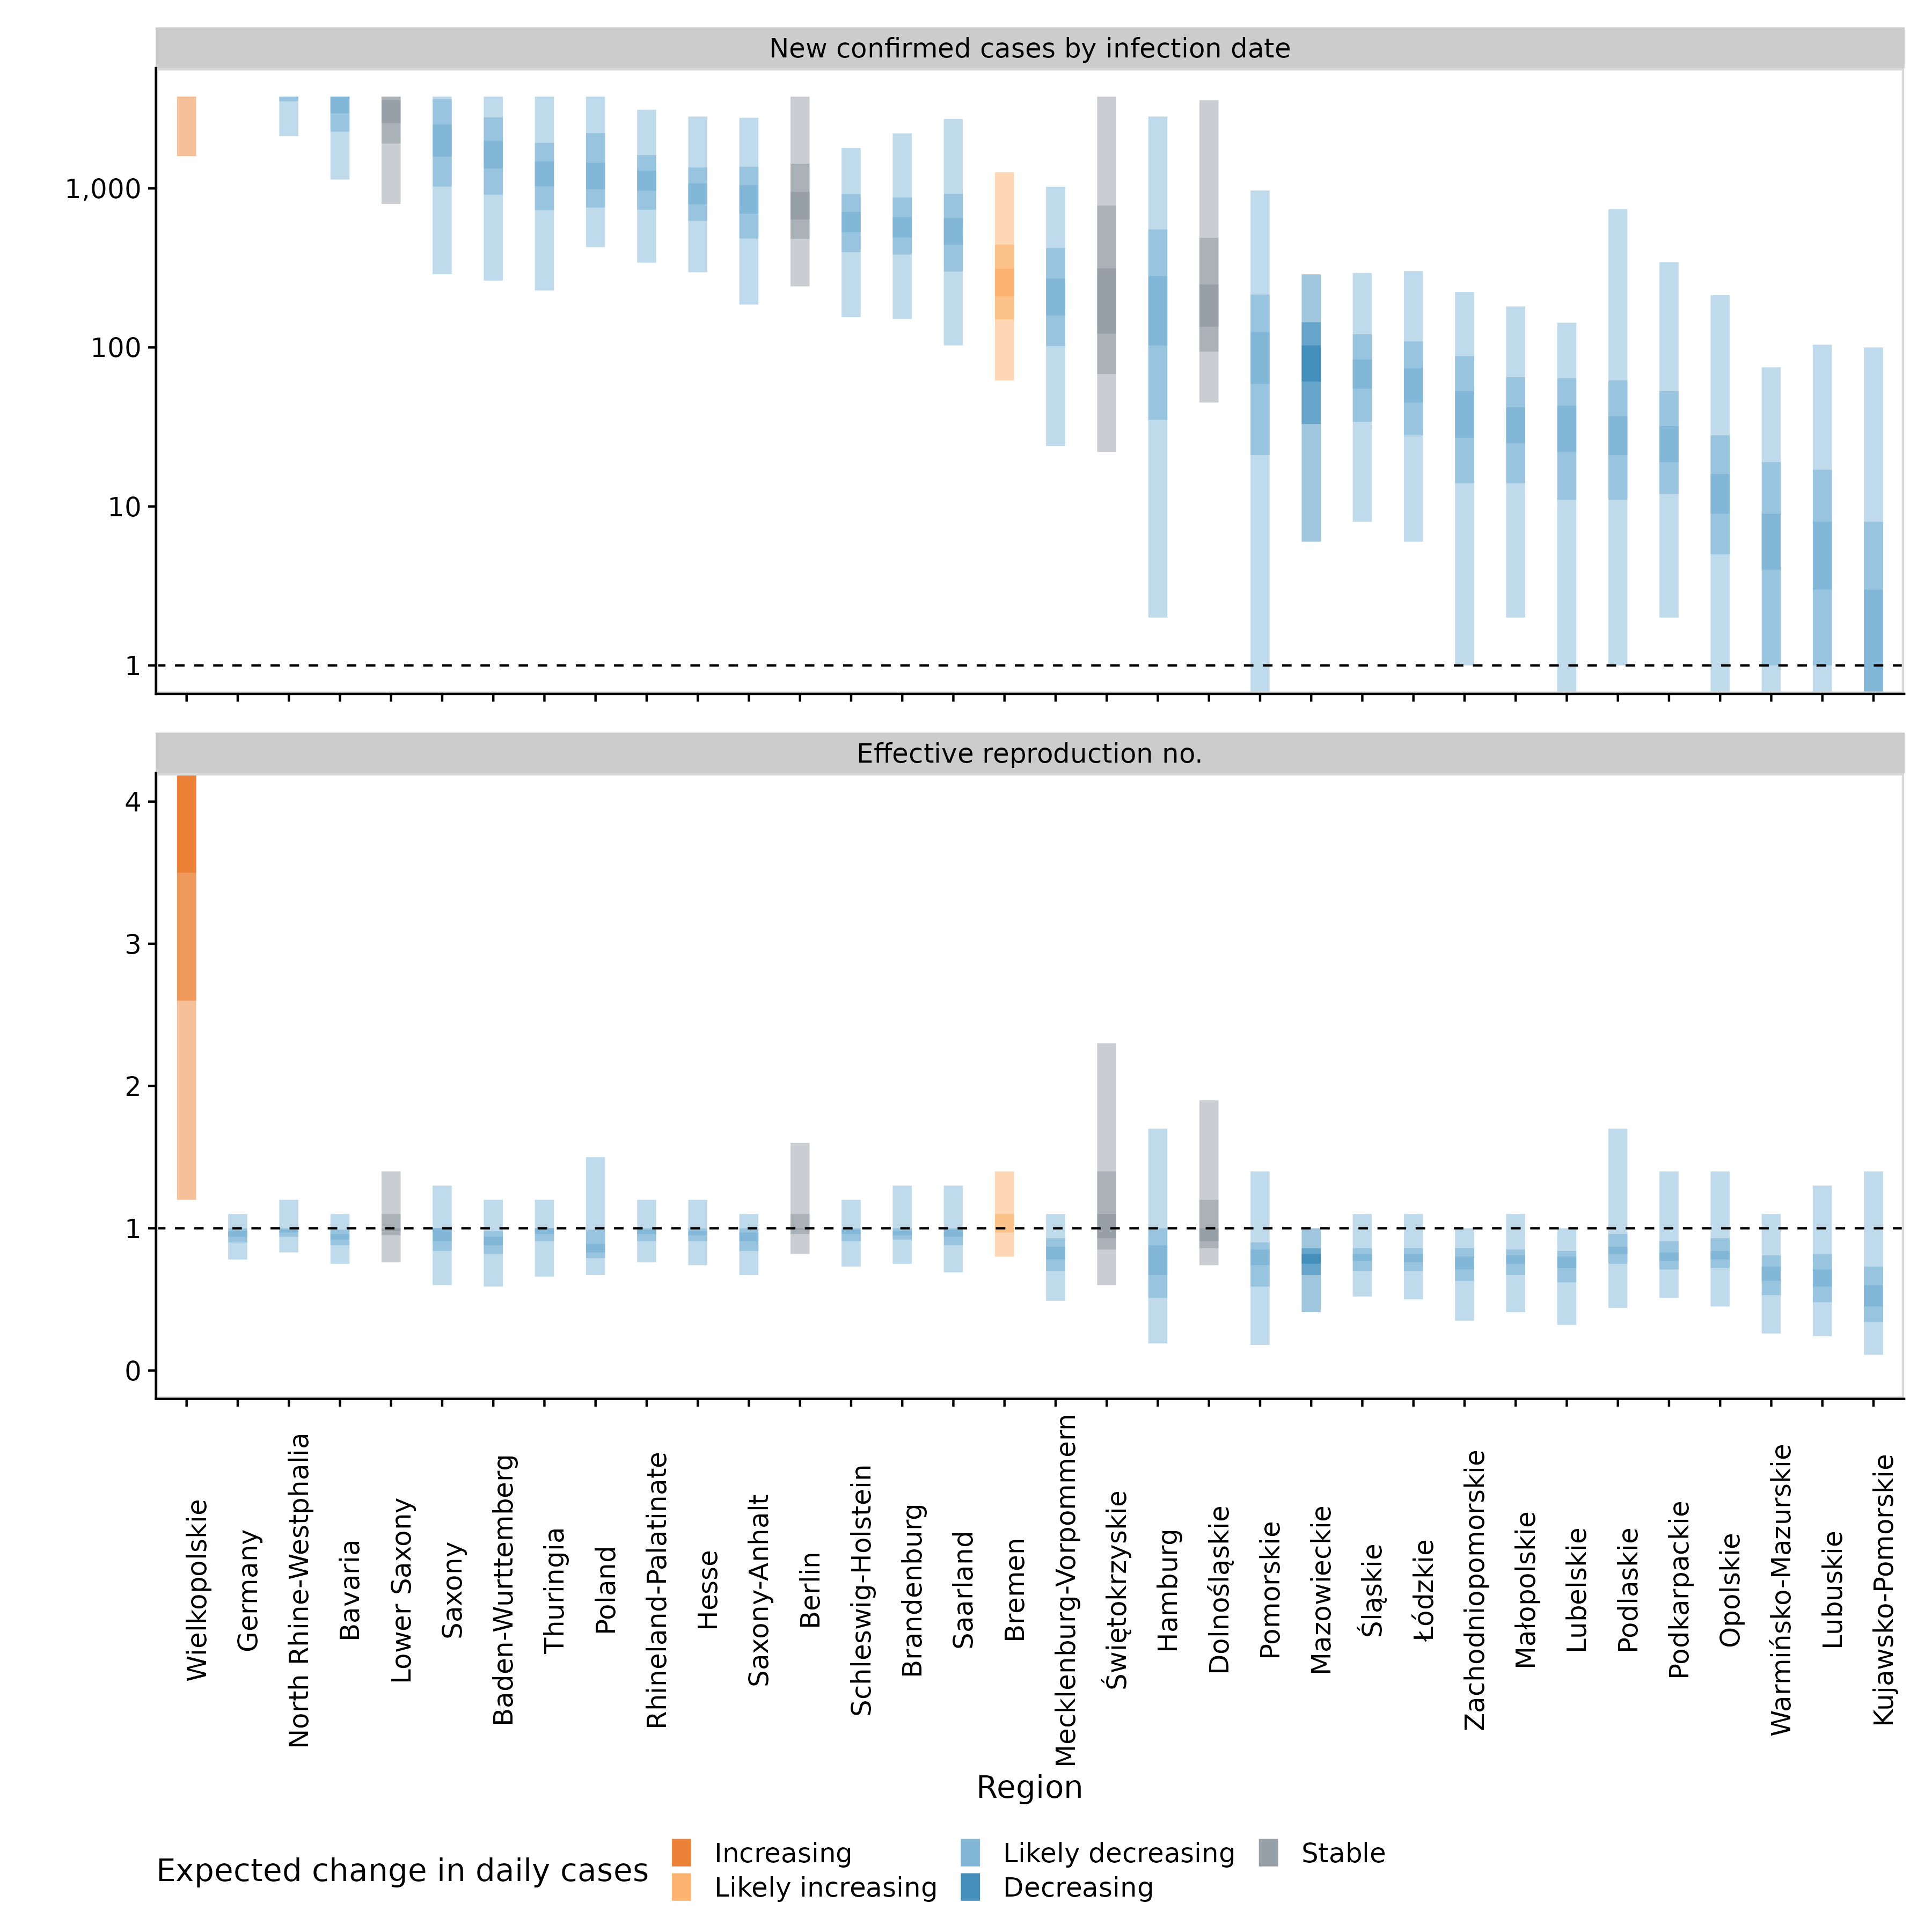 New confirmed cases by infection date
1,000
100
10
1
Effective reproduction no.
4
3
2
1
0
Wielkopolskie
Germany
North Rhine-Westphalia
Bavaria
Lower Saxony
Saxony
Baden-Wurttemberg
Thuringia
Poland
Rhineland-Palatinate
Hesse
Saxony-Anhalt
Berlin
Schleswig-Holstein
Brandenburg
Saarland
Bremen
Mecklenburg-Vorpommern
Świętokrzyskie
Hamburg
Dolnośląskie
Pomorskie
Mazowieckie
Śląskie
Łódzkie
Zachodniopomorskie
Małopolskie
Lubelskie
Podlaskie
Podkarpackie
Opolskie
Warmińsko-Mazurskie
Lubuskie
Kujawsko-Pomorskie
Region
Expected change in daily cases
Increasing
Likely increasing
Likely decreasing
Decreasing
Stable